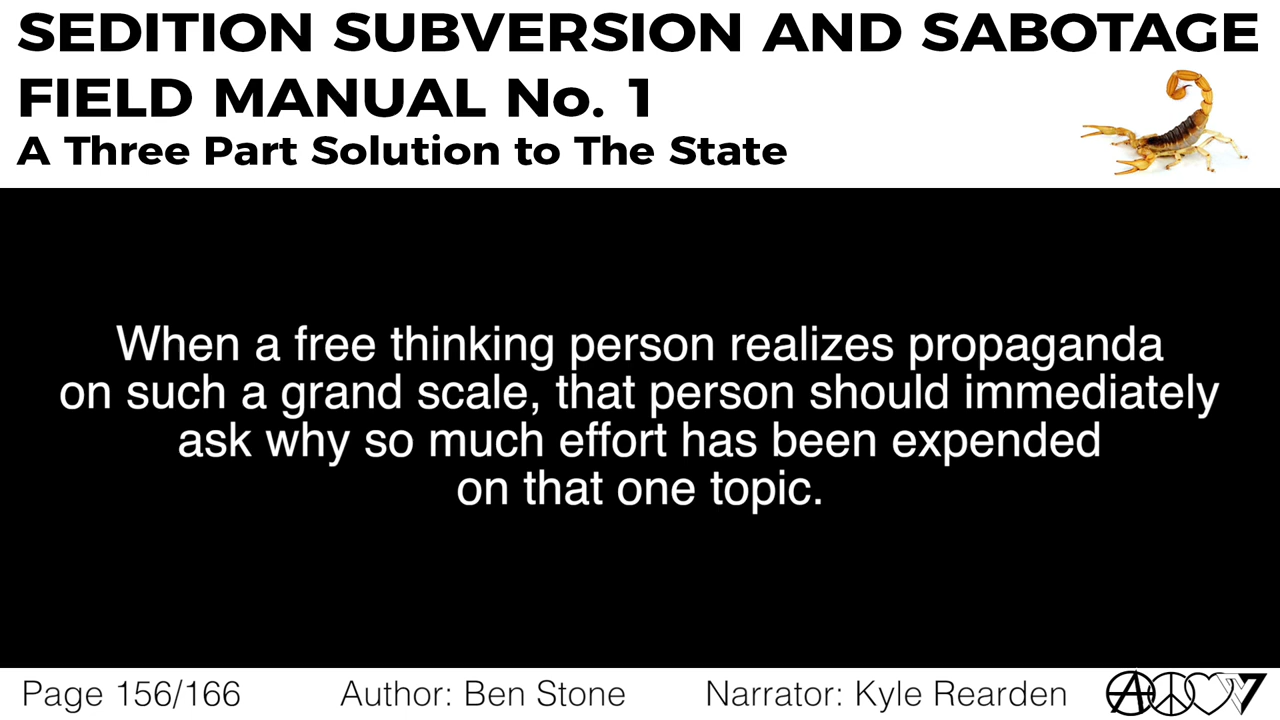 SEDITION SUBVERSION AND SABOTAGE
FIELD MANUAL No. 1
A Three Part Solution to The State
When a free thinking person realizes propaganda
on such a grand scale, that person should immediately
ask why so much effort has been expended
on that one topic.
Page 156/166 Author: Ben Stone Narrator: Kyle Rearden